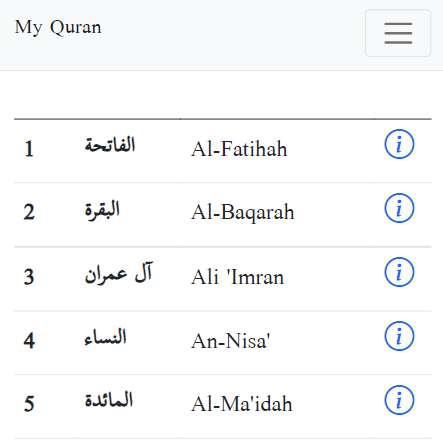 My Quran
1 الفاتحة Al-Fatihah i
2 البقرة Al-Baqarah i
3 آل عمران Ali 'Imran i
4 النساء An-Nisa' i
5 المائدة Al-Ma'idah i